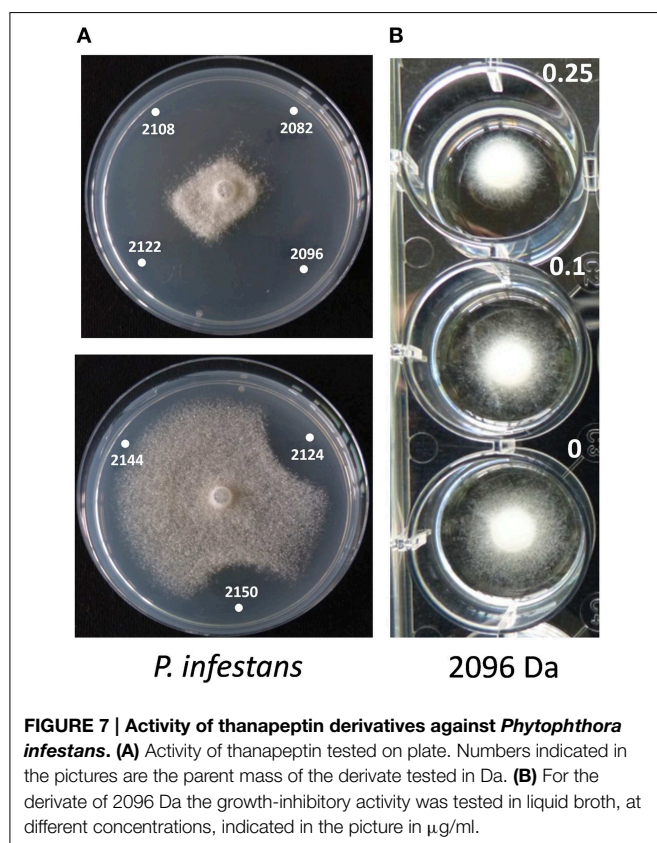 A
B
2108
2082
2122
2096
2144
2124
2150
P. infestans
0.25
0.1
0
2096 Da
FIGURE 7 | Activity of thanapeptin derivatives against Phytophthora
infestans. (A) Activity of thanapeptin tested on plate. Numbers indicated in
the pictures are the parent mass of the derivate tested in Da. (B) For the
derivate of 2096 Da the growth-inhibitory activity was tested in liquid broth, at
different concentrations, indicated in the picture in μg/ml.